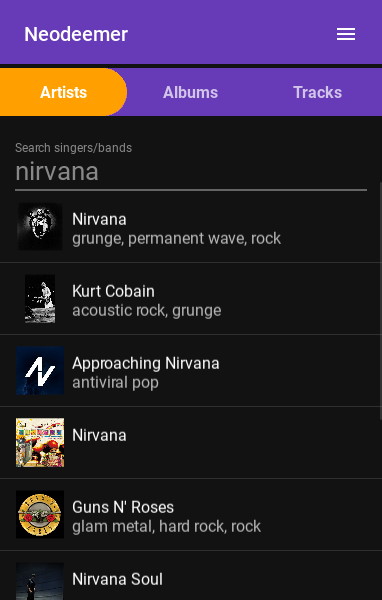 Neodeemer
Artists Albums Tracks
Search singers/bands
nirvana
Nirvana
grunge, permanent wave, rock
Kurt Cobain
acoustic rock, grunge
Approaching Nirvana
antiviral pop
Nirvana
Guns N' Roses
glam metal, hard rock, rock
Nirvana Soul